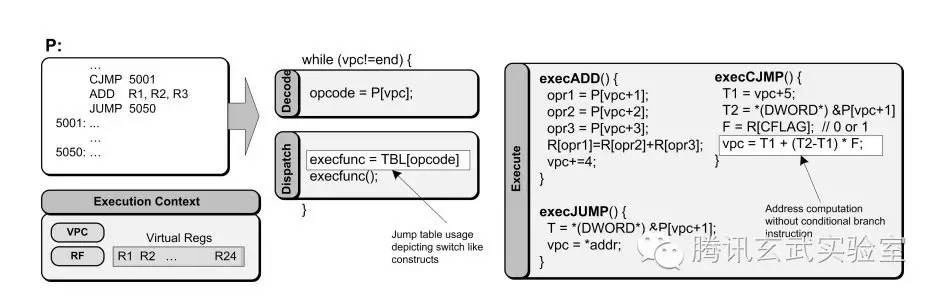 P:
...
CJMP 5001
ADD R1, R2, R3
JUMP 5050
5001: ...
...
5050: ...
Execution Context
VPC
RF
Virtual Regs
R1 R2 ... R24
while (vpc!=end) {
Decode
opcode = P[vpc];
Dispatch
execfunc = TBL[opcode]
execfunc();
}
Jump table usage
depicting switch like
constructs
Execute
execADD() {
opr1 = P[vpc+1];
opr2 = P[vpc+2];
opr3 = P[vpc+3];
R[opr1]=R[opr2]+R[opr3];
vpc+=4;
}
execJUMP() {
T = *(DWORD*) &P[vpc+1];
vpc = *addr;
}
execCJMP() {
T1 = vpc+5;
T2 = *(DWORD*) &P[vpc+1]
F = R[CFLAG]; // 0 or 1
vpc = T1 + (T2-T1) * F;
}
Address computation
without conditional branch
instruction
腾讯玄武实验室